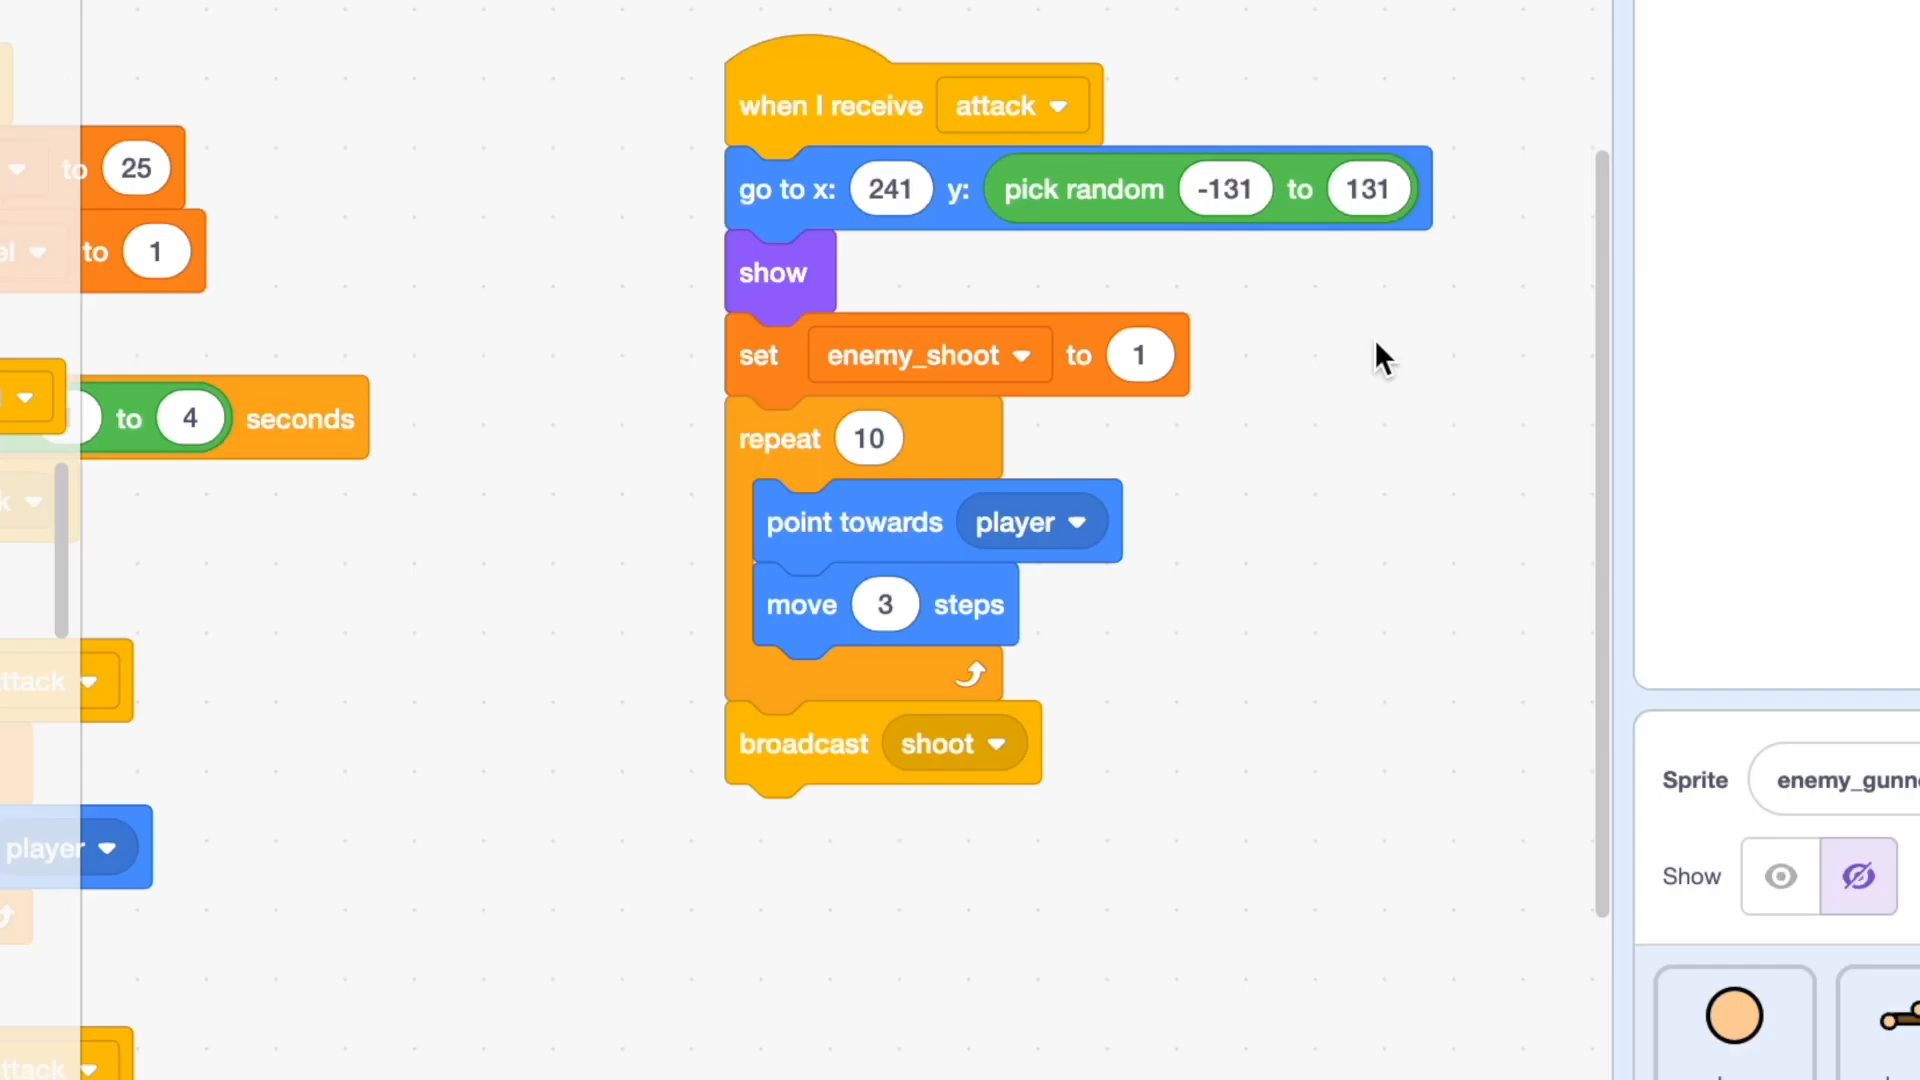 when I receive attack
go to x: 241 y: pick random -131 to 131
show
set enemy_shoot to 1
repeat 10
point towards player
move 3 steps
broadcast shoot
to 25
to 1
to 4 seconds
player
Sprite
Show